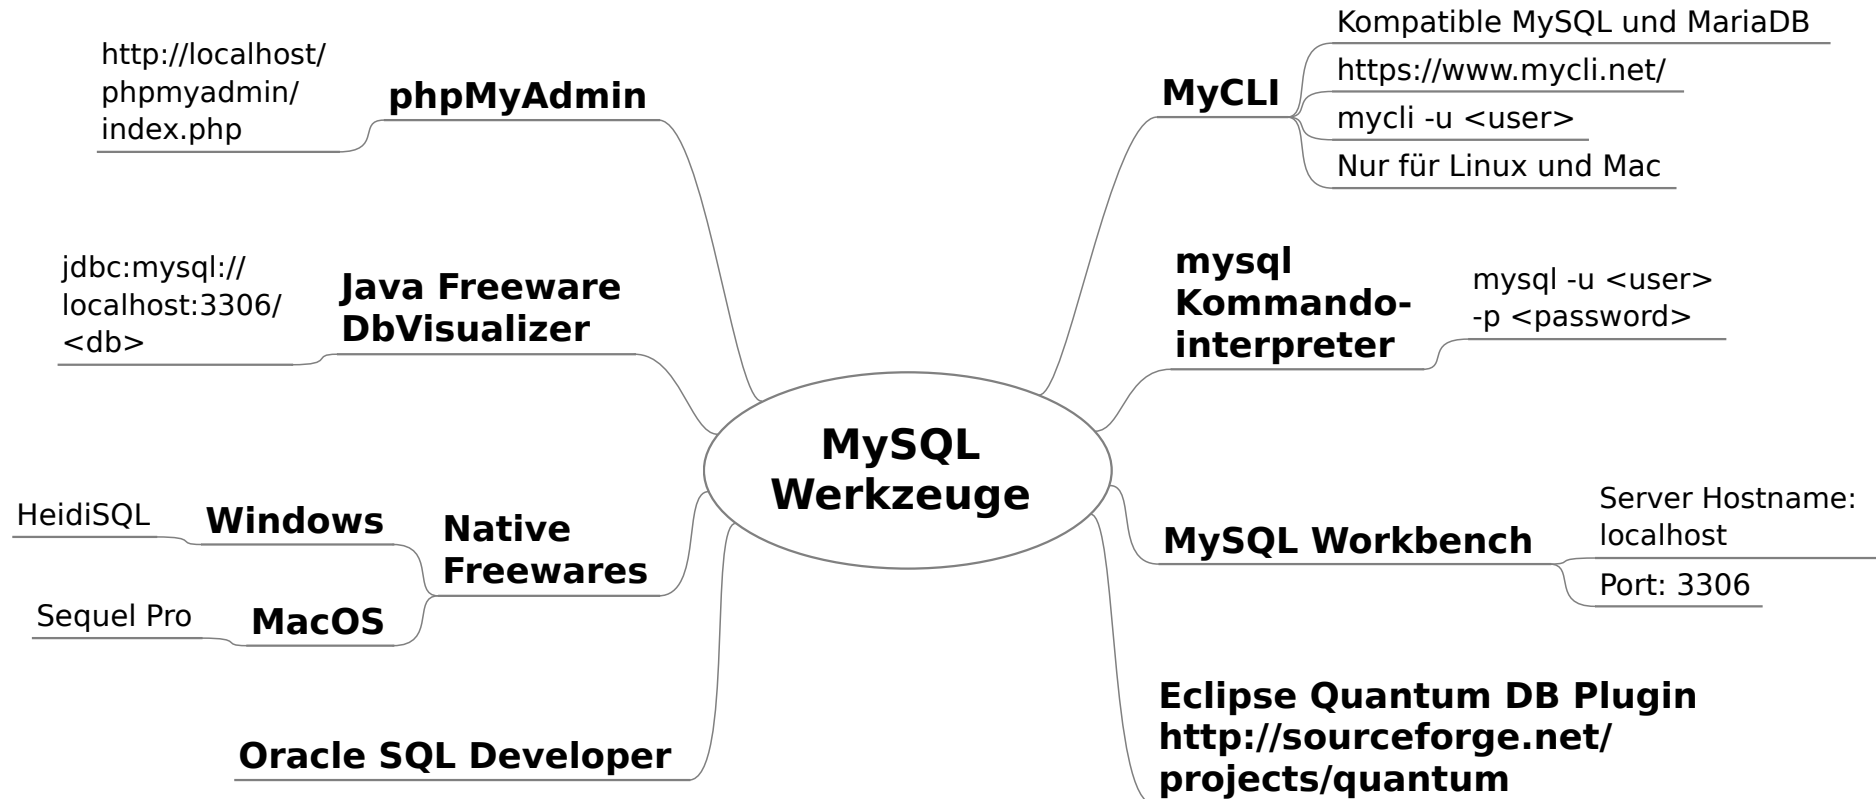 MySQL
Werkzeuge
MyCLI
Kompatible MySQL und MariaDB
https://www.mycli.net/
mycli -u <user>
Nur für Linux und Mac
mysql
Kommando-
interpreter
mysql -u <user>
-p <password>
MySQL Workbench
Server Hostname:
localhost
Port: 3306
Eclipse Quantum DB Plugin
http://sourceforge.net/
projects/quantum
phpMyAdmin
http://localhost/
phpmyadmin/
index.php
Java Freeware
DbVisualizer
jdbc:mysql://
localhost:3306/
<db>
Native
Freewares
Windows
HeidiSQL
MacOS
Sequel Pro
Oracle SQL Developer